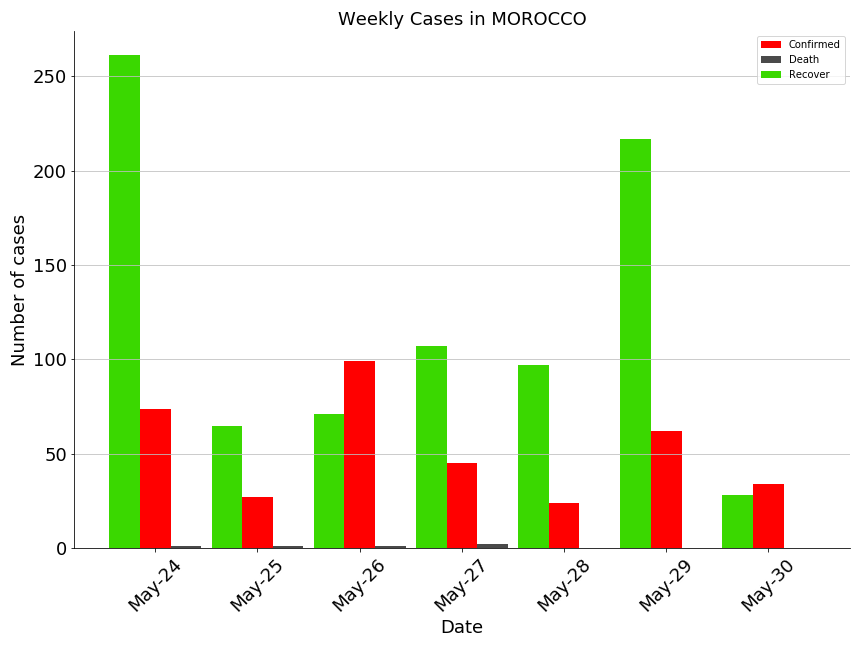 Weekly Cases in MOROCCO
Confirmed
Death
Recover
Number of cases
250
200
150
100
50
0
May-24
May-25
May-26
May-27
May-28
May-29
May-30
Date